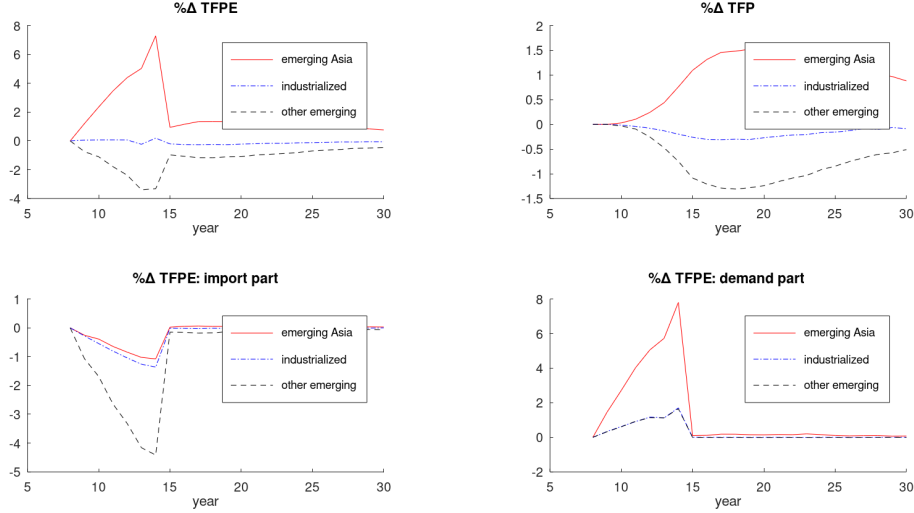 %Δ TFPE
8
6
4
2
0
-2
-4
5
10
15
20
25
30
year
emerging Asia
industrialized
other emerging
%Δ TFP
2
1.5
1
0.5
0
-0.5
-1
-1.5
5
10
15
20
25
30
year
emerging Asia
industrialized
other emerging
%Δ TFPE: import part
1
0
-1
-2
-3
-4
-5
5
10
15
20
25
30
year
emerging Asia
industrialized
other emerging
%Δ TFPE: demand part
8
6
4
2
0
-2
5
10
15
20
25
30
year
emerging Asia
industrialized
other emerging